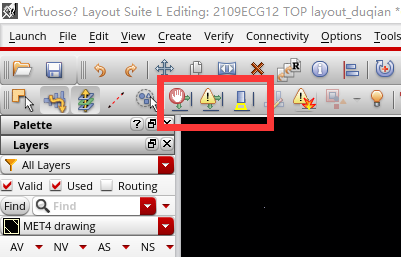 Virtuoso? Layout Suite L Editing: 2109ECG12 TOP layout_duqian *
Launch File Edit View Create Verify Connectivity Options Tools
R
Palette
?
Layers
All Layers
Valid Used Routing
Find Find
MET4 drawing
AV NV AS NS